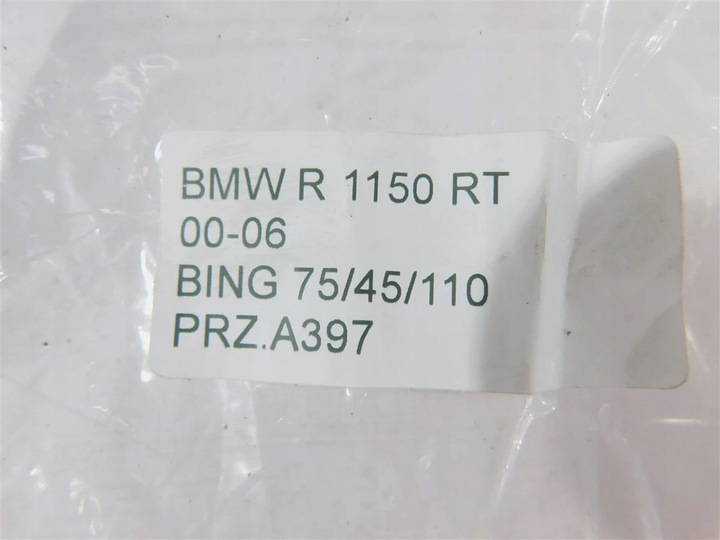 BMW R 1150 RT
00-06
BING 75/45/110
PRZ.A397